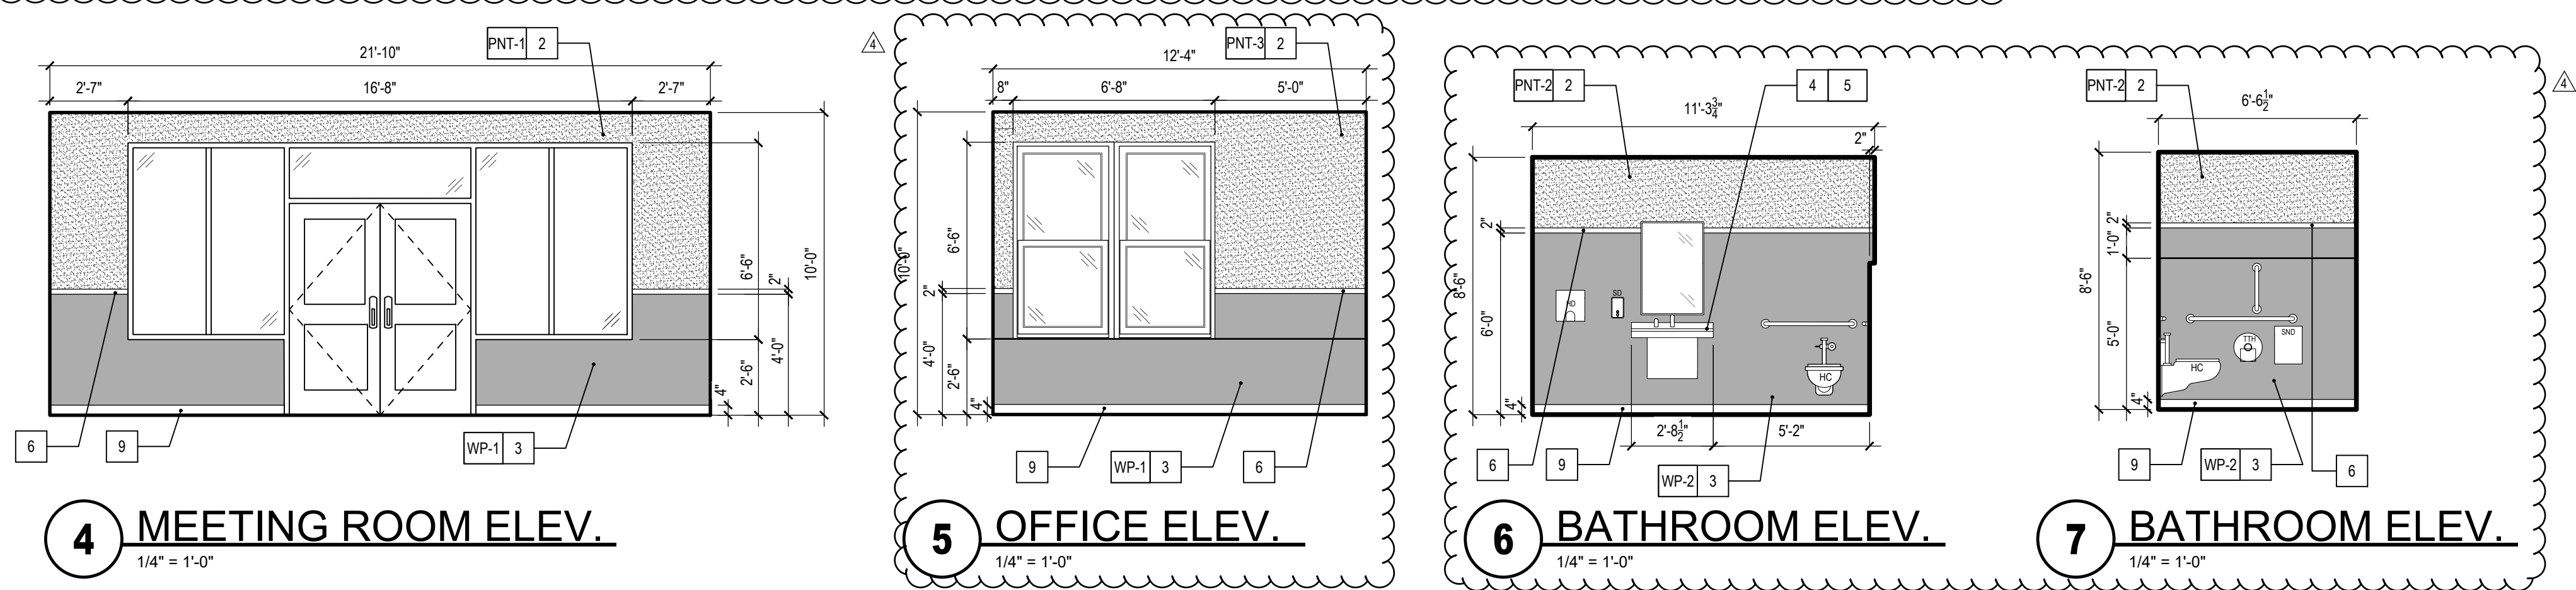 21'-10"
PNT-1 2
2'-7" 16'-8" 2'-7"
6'-6"
2"
10'-0"
2'-6"
4'-0"
4"
6
9
WP-1 3
4 MEETING ROOM ELEV.
1/4" = 1'-0"
4
PNT-3 2
12'-4"
8" 6'-8" 5'-0"
10'-0"
6'-6"
2"
4'-0"
2'-6"
4"
9
WP-1 3
6
5 OFFICE ELEV.
1/4" = 1'-0"
PNT-2 2
4 5
11'-3 3/4"
2"
2"
8'-6"
6'-0"
4"
HD
SD
HC
2'-8 1/2" 5'-2"
6
9
WP-2 3
6 BATHROOM ELEV.
1/4" = 1'-0"
PNT-2 2
4
6'-6 1/2"
2"
1'-0"
8'-6"
5'-0"
4"
TTH
SND
HC
9
WP-2 3
6
7 BATHROOM ELEV.
1/4" = 1'-0"